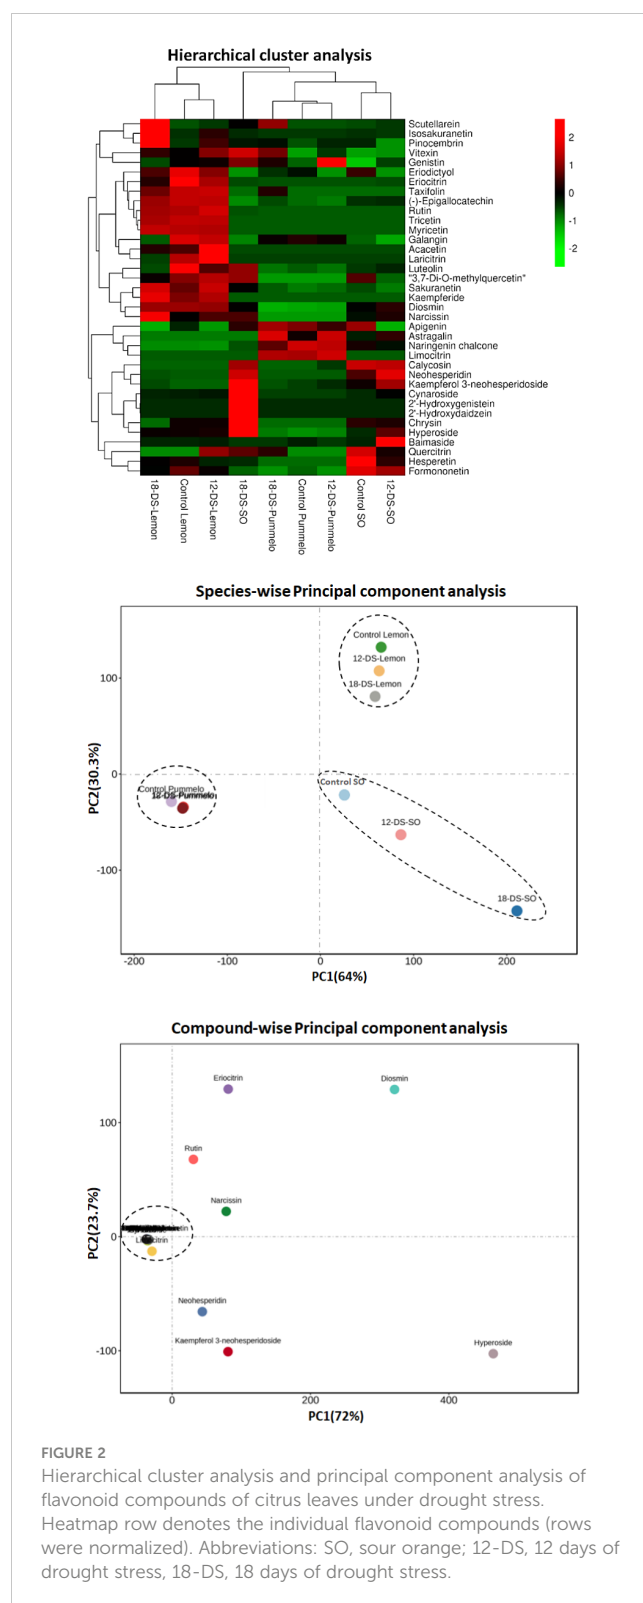 Hierarchical cluster analysis
Scutellarein
Isosakuranetin
Pinocembrin
Vitexin
Genistin
Eriodictyol
Eriocitrin
Taxifolin
(-)-Epigallocatechin
Rutin
Tricetin
Myricetin
Galangin
Acacetin
Laricitrin
Luteolin
"3,7-Di-O-methylquercetin"
Sakuranetin
Kaempferide
Diosmin
Narcissin
Apigenin
Astragalin
Naringenin chalcone
Limocitrin
Calycosin
Neohesperidin
Kaempferol 3-neohesperidoside
Cynaroside
2'-Hydroxygenistein
2'-Hydroxydaidzein
Chrysin
Hyperoside
Baimaside
Quercitrin
Hesperetin
Formononetin
2
1
0
-1
-2
18-DS-Lemon
Control Lemon
12-DS-Lemon
18-DS-SO
18-DS-Pummelo
Control Pummelo
12-DS-Pummelo
Control SO
12-DS-SO
Species-wise Principal component analysis
Control Lemon
12-DS-Lemon
18-DS-Lemon
Control Pummelo
18-DS-Pummelo
Control SO
12-DS-SO
18-DS-SO
100
0
-100
PC2(30.3%)
-200
-100
0
100
200
PC1(64%)
Compound-wise Principal component analysis
Eriocitrin
Diosmin
Rutin
Narcissin
Neohesperidin
Kaempferol 3-neohesperidoside
Hyperoside
100
0
-100
PC2(23.7%)
0
200
400
PC1(72%)
FIGURE 2
Hierarchical cluster analysis and principal component analysis of
flavonoid compounds of citrus leaves under drought stress.
Heatmap row denotes the individual flavonoid compounds (rows
were normalized). Abbreviations: SO, sour orange; 12-DS, 12 days of
drought stress, 18-DS, 18 days of drought stress.